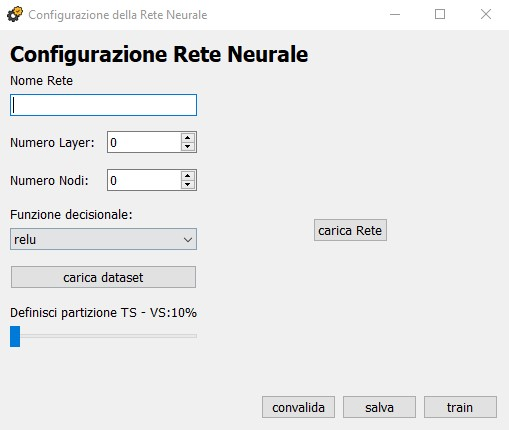 Configurazione della Rete Neurale
Configurazione Rete Neurale
Nome Rete
Numero Layer: 0
Numero Nodi: 0
Funzione decisionale:
relu
carica Rete
carica dataset
Definisci partizione TS - VS:10%
convalida salva train